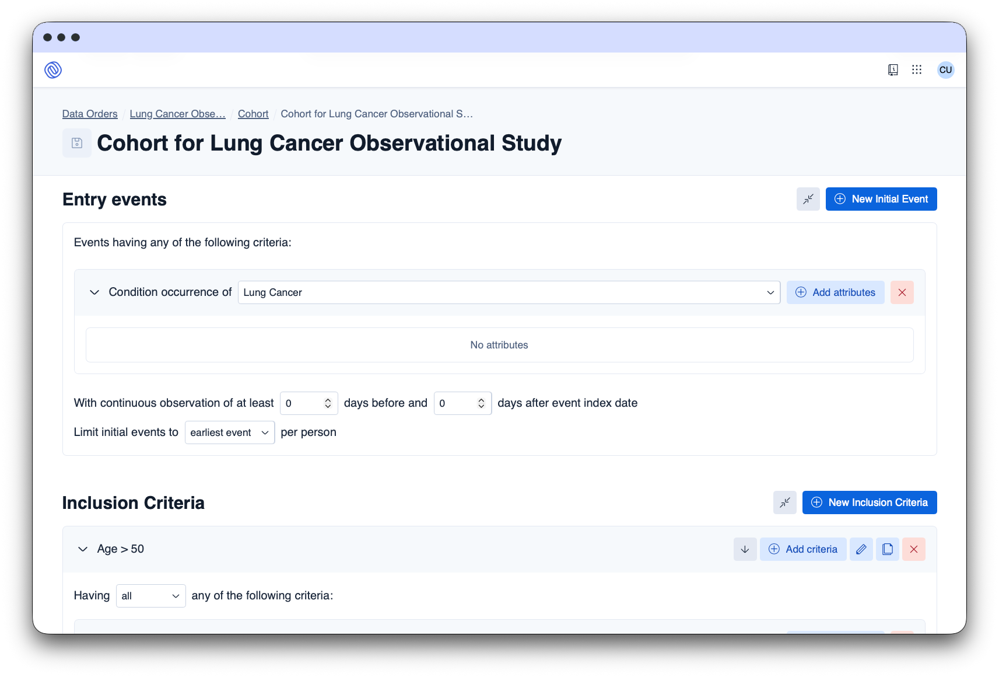 CU
Data Orders / Lung Cancer Obse... / Cohort / Cohort for Lung Cancer Observational S...
Cohort for Lung Cancer Observational Study
Entry events
New Initial Event
Events having any of the following criteria:
Condition occurrence of Lung Cancer Add attributes
No attributes
With continuous observation of at least 0 days before and 0 days after event index date
Limit initial events to earliest event per person
Inclusion Criteria
New Inclusion Criteria
Age > 50 Add criteria
Having all any of the following criteria: